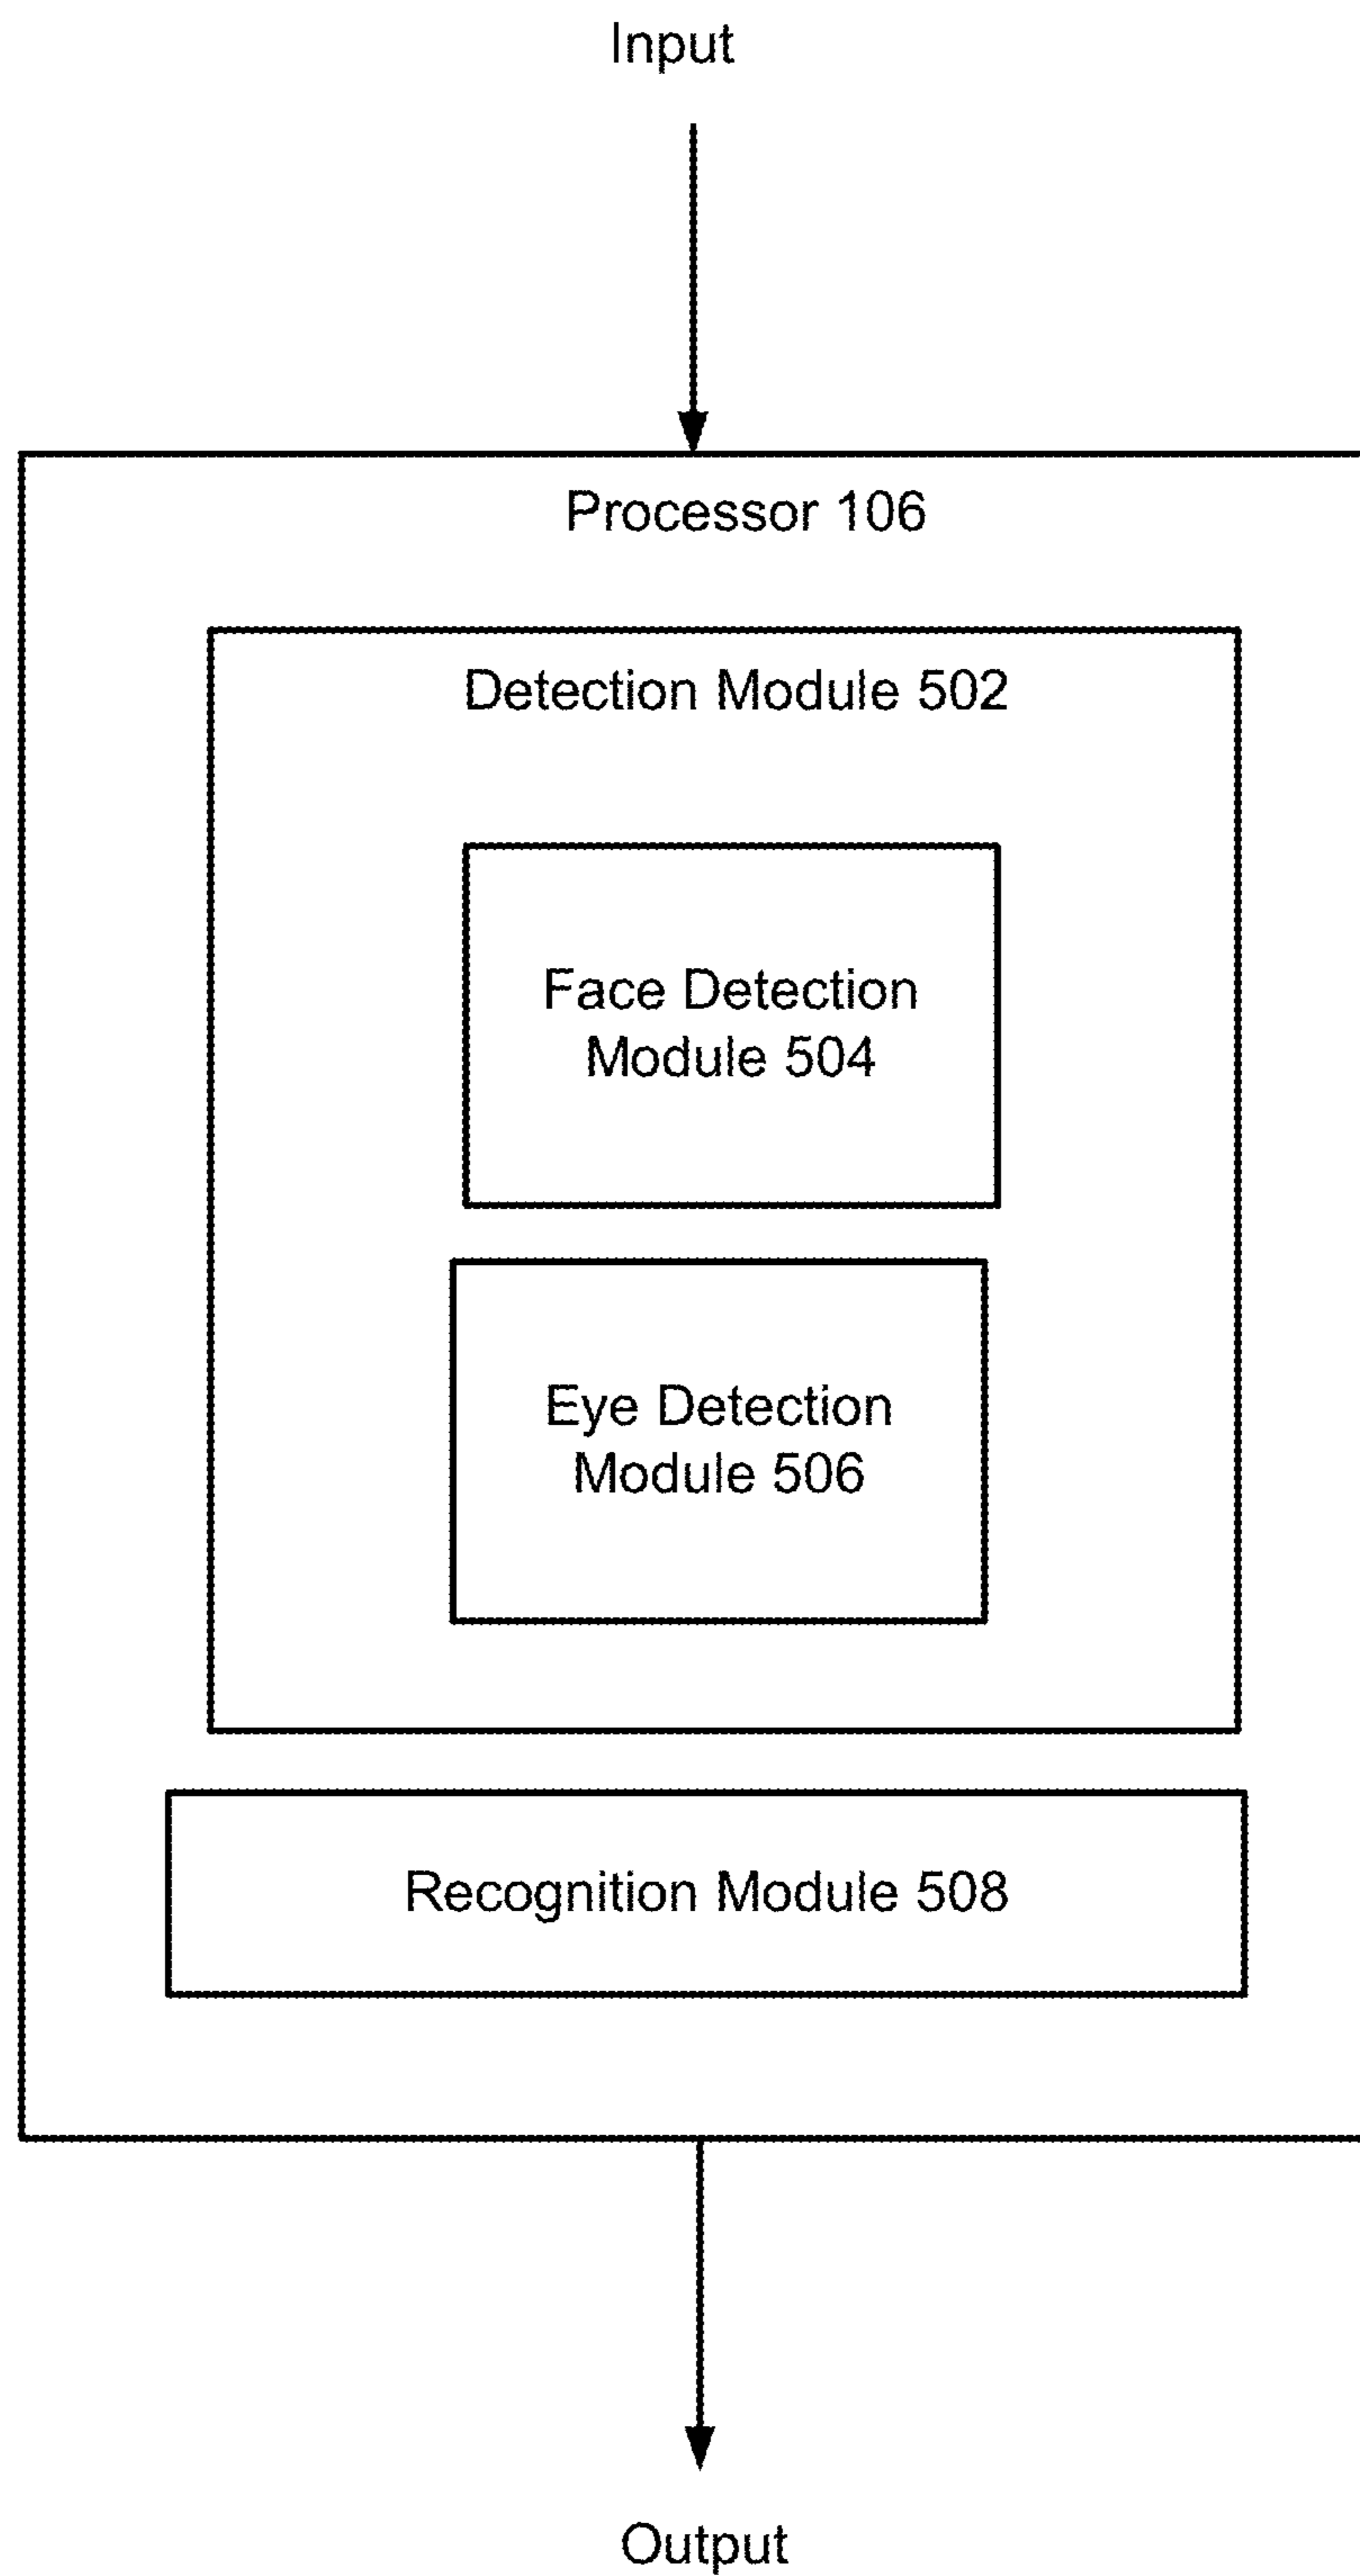 Input
Processor 106
Detection Module 502
Face Detection
Module 504
Eye Detection
Module 506
Recognition Module 508
Output